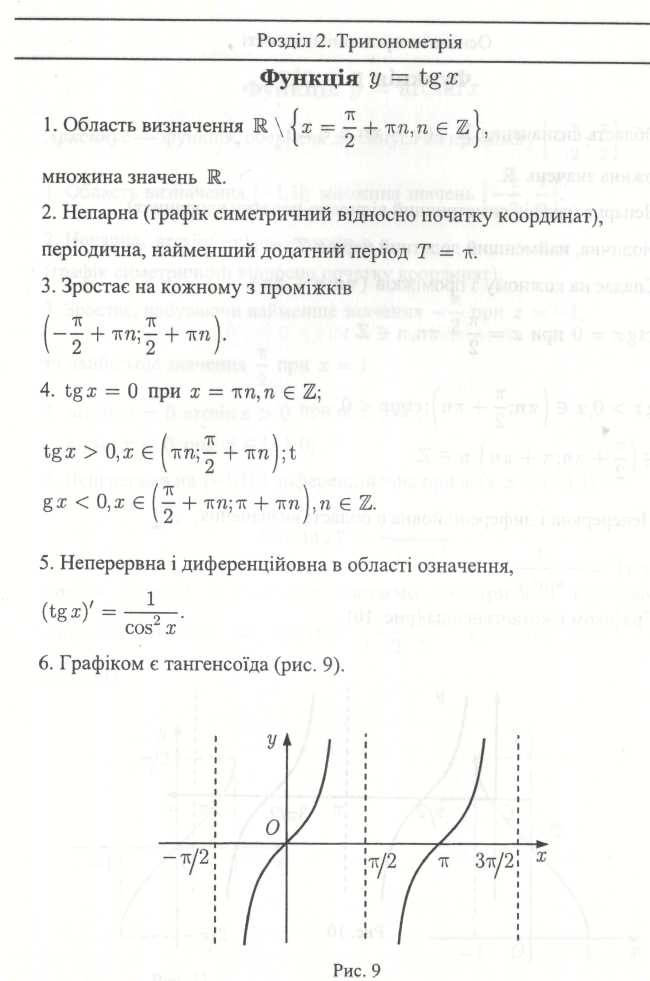 Розділ 2. Тригонометрія
Функція y = tg x
1. Область визначення ℝ \ {x = π/2 + πn, n ∈ ℤ},
множина значень ℝ.
2. Непарна (графік симетричний відносно початку координат),
періодична, найменший додатний період T = π.
3. Зростає на кожному з проміжків
(−π/2 + πn; π/2 + πn).
4. tg x = 0 при x = πn, n ∈ ℤ;
tg x > 0, x ∈ (πn; π/2 + πn); t
g x < 0, x ∈ (π/2 + πn; π + πn), n ∈ ℤ.
5. Неперервна і диференційовна в області означення,
(tg x)′ = 1/cos² x.
6. Графіком є тангенсоїда (рис. 9).
y
O
−π/2 π/2 π 3π/2 x
Рис. 9